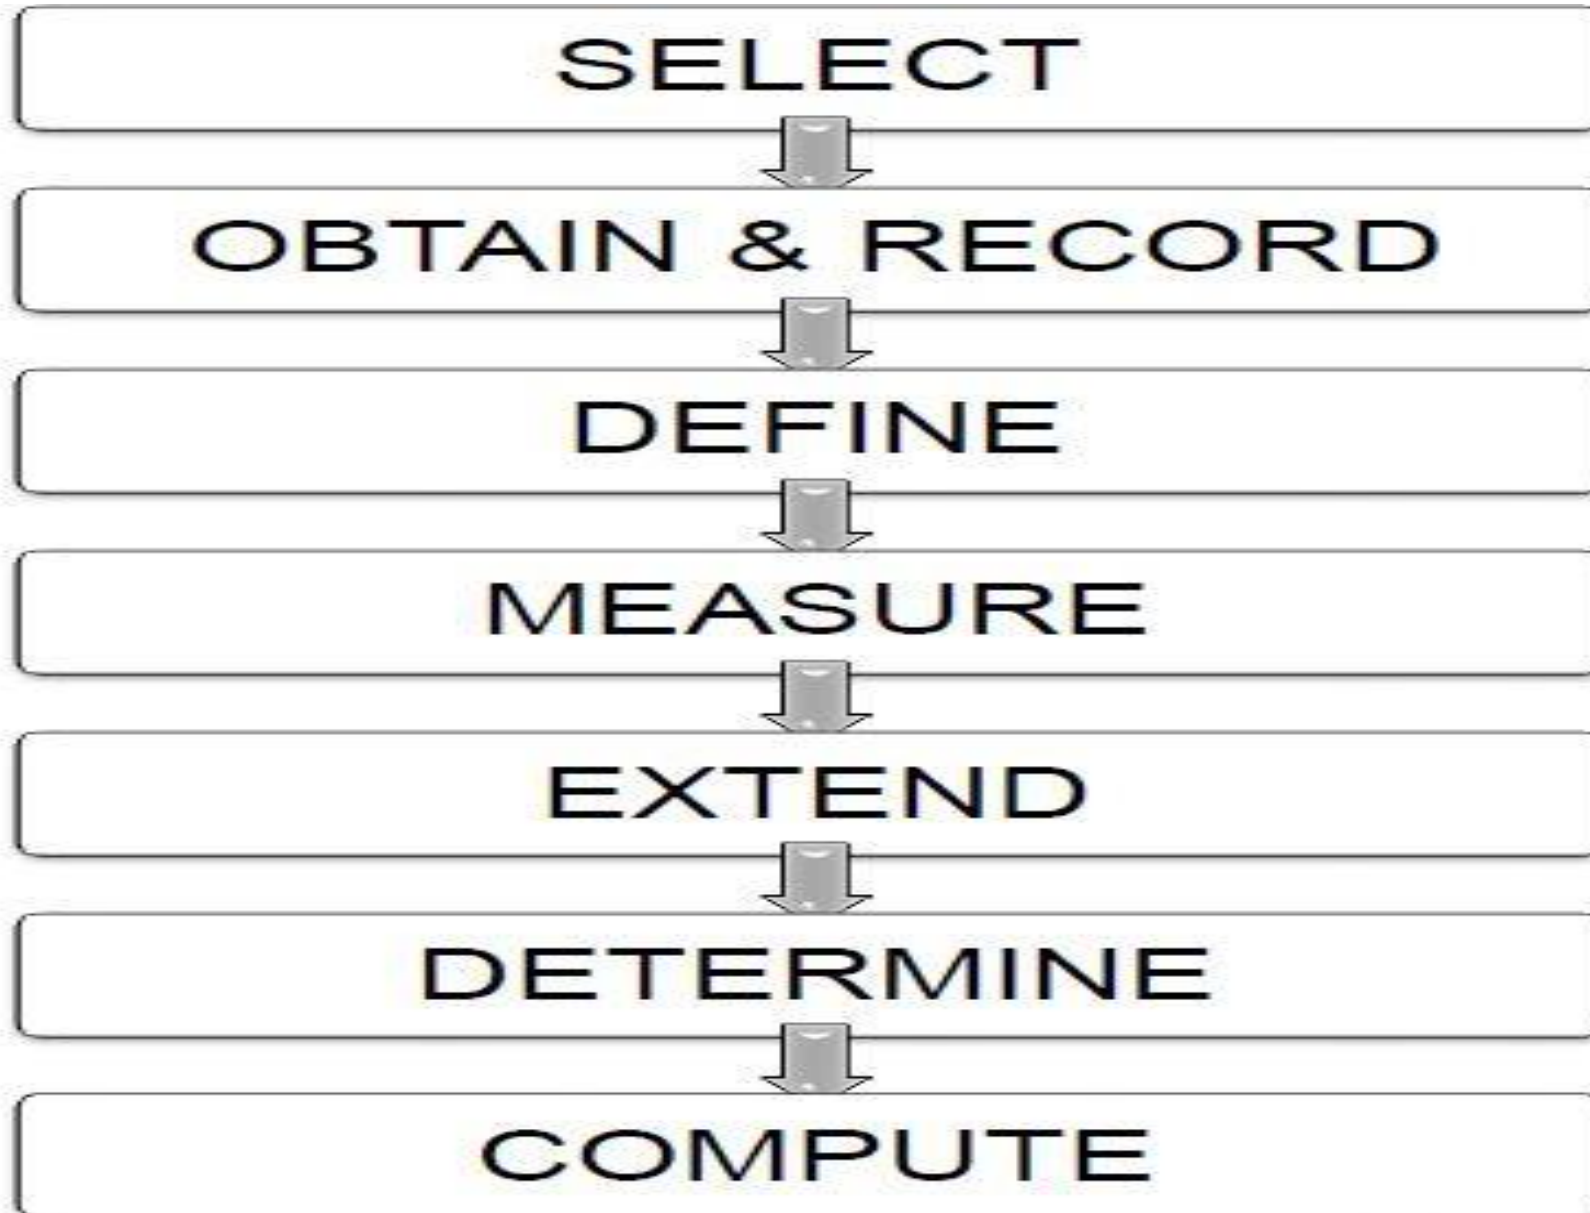 SELECT
OBTAIN & RECORD
DEFINE
MEASURE
EXTEND
DETERMINE
COMPUTE